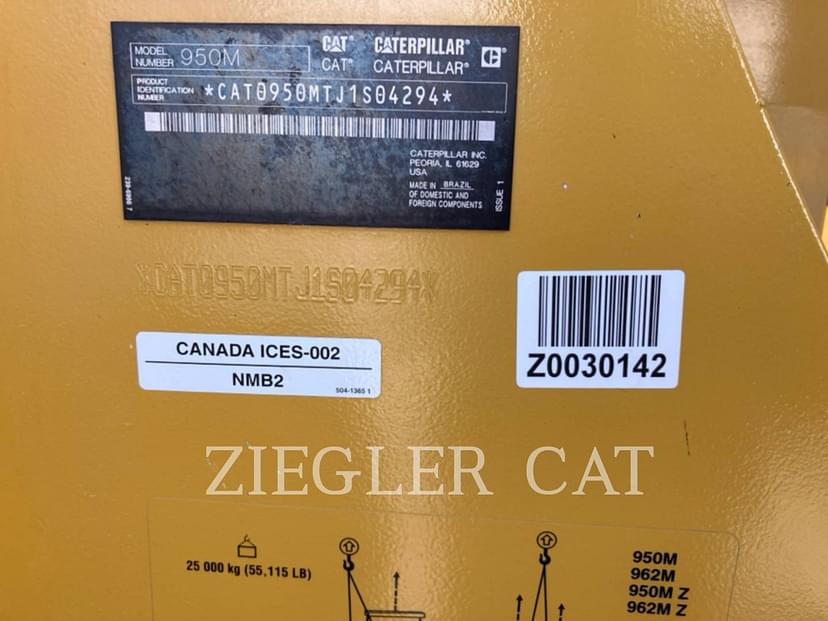 MODEL NUMBER 950M
CAT® CATERPILLAR® C®
CAT® CATERPILLAR®
PRODUCT IDENTIFICATION NUMBER *CAT0950MTJ1S04294*
CATERPILLAR INC.
PEORIA, IL 61629
USA
MADE IN BRAZIL
OF DOMESTIC AND
FOREIGN COMPONENTS
ISSUE 1
*CAT0950MTJ1S04294*
CANADA ICES-002
NMB2
504-1365 1
Z0030142
ZIEGLER CAT
25 000 kg (55,115 LB)
950M
962M
950M Z
962M Z